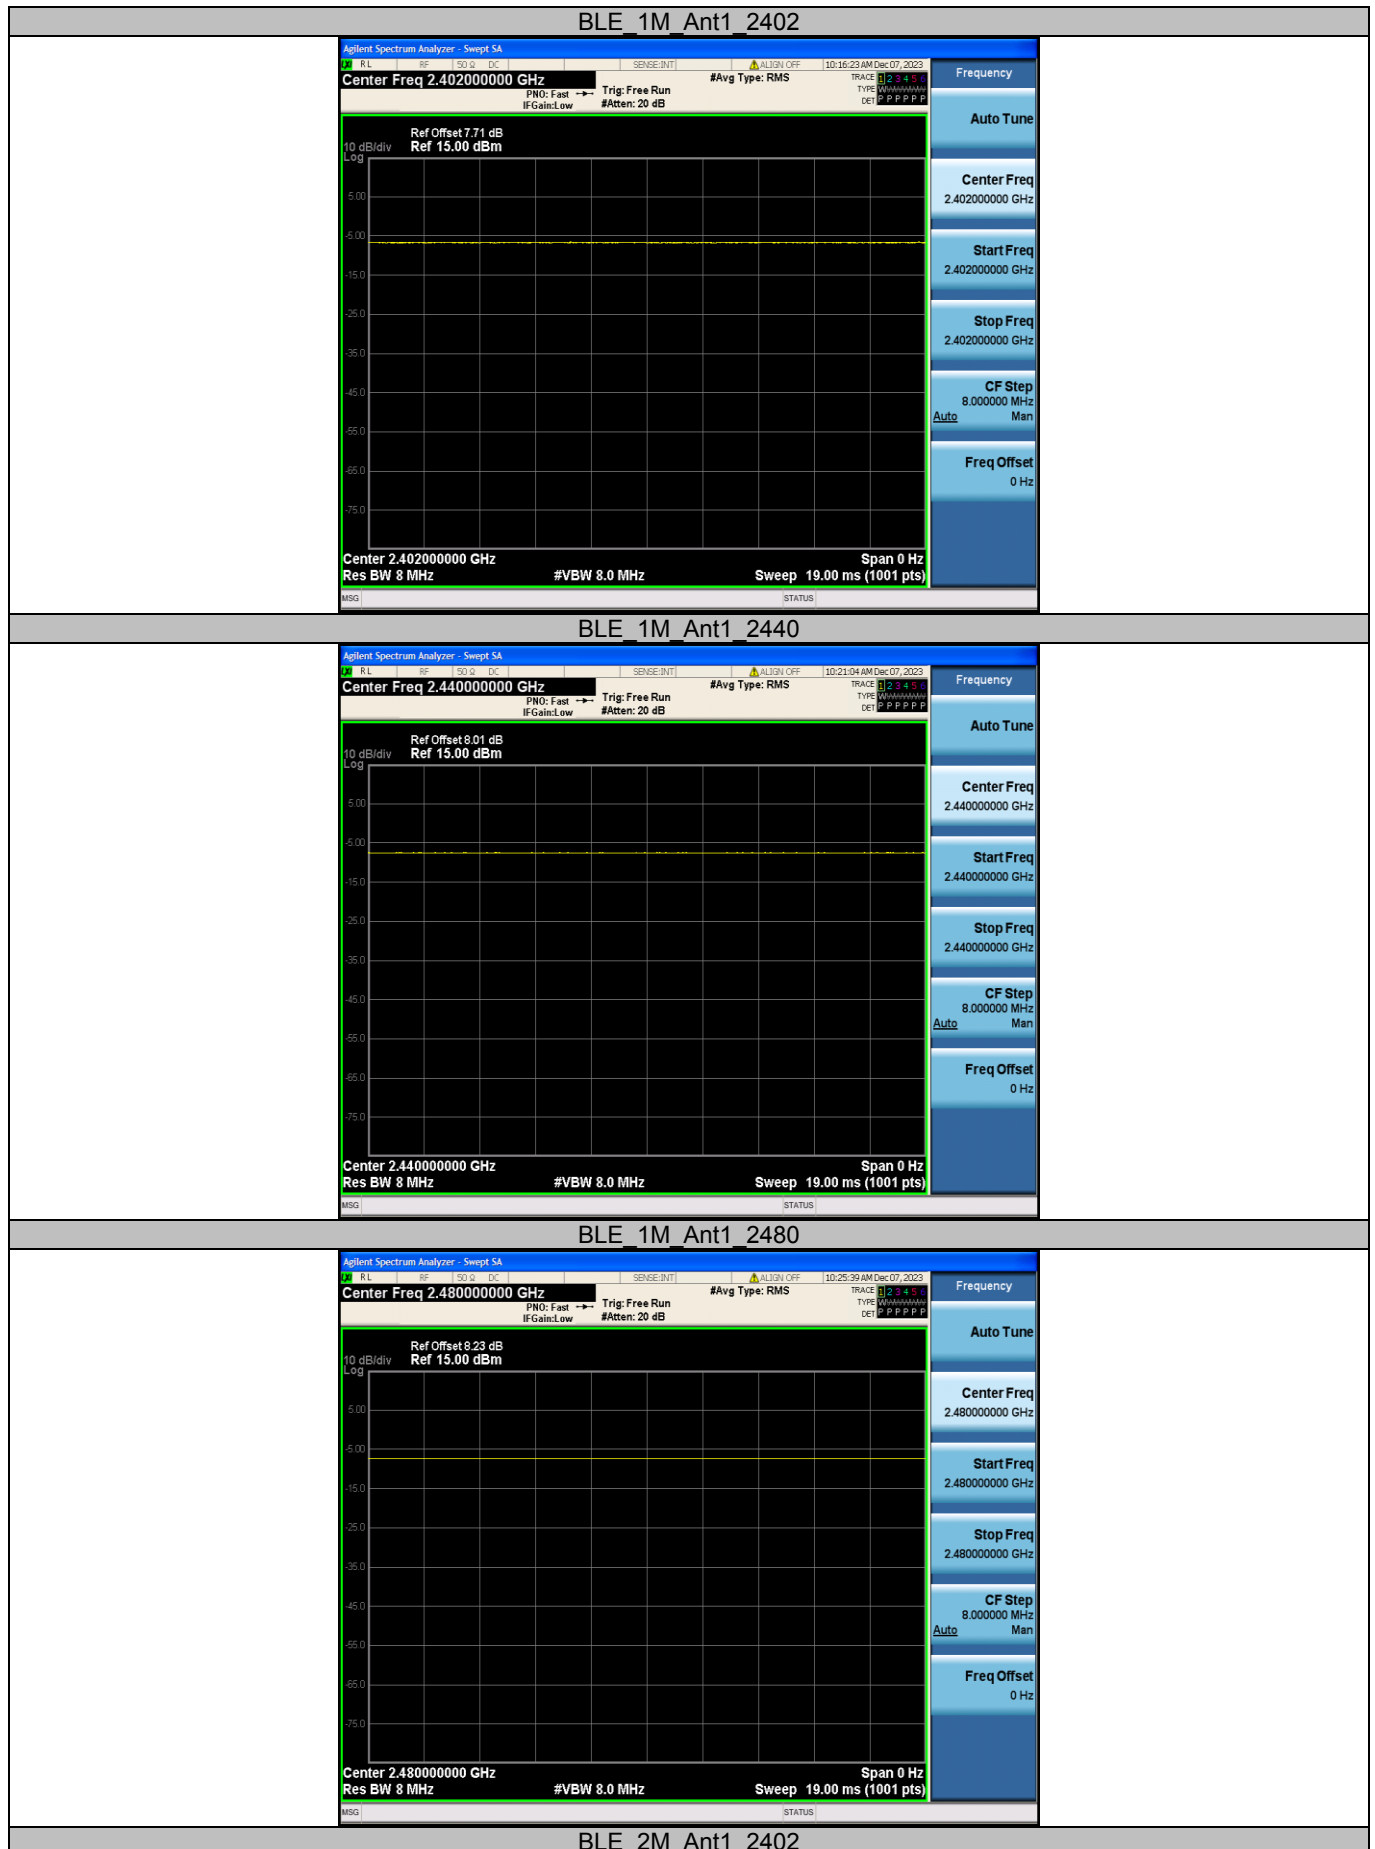 BLE_1M_Ant1_2402
Agilent Spectrum Analyzer - Swept SA
RL RF 50 Ω DC SENSE:INT ALIGN OFF 10:16:23 AM Dec 07, 2023
Center Freq 2.402000000 GHz #Avg Type: RMS TRACE 1 2 3 4 5 6
PNO: Fast Trig: Free Run TYPE
IFGain:Low #Atten: 20 dB DET P P P P P P
Frequency
Auto Tune
Ref Offset 7.71 dB
10 dB/div Ref 15.00 dBm
Log
5.00
-5.00
-15.0
-25.0
-35.0
-45.0
-55.0
-65.0
-75.0
Center Freq
2.402000000 GHz
Start Freq
2.402000000 GHz
Stop Freq
2.402000000 GHz
CF Step
8.000000 MHz
Auto Man
Freq Offset
0 Hz
Center 2.402000000 GHz Span 0 Hz
Res BW 8 MHz #VBW 8.0 MHz Sweep 19.00 ms (1001 pts)
MSG STATUS
BLE_1M_Ant1_2440
Agilent Spectrum Analyzer - Swept SA
RL RF 50 Ω DC SENSE:INT ALIGN OFF 10:21:04 AM Dec 07, 2023
Center Freq 2.440000000 GHz #Avg Type: RMS TRACE 1 2 3 4 5 6
PNO: Fast Trig: Free Run TYPE
IFGain:Low #Atten: 20 dB DET P P P P P P
Frequency
Auto Tune
Ref Offset 8.01 dB
10 dB/div Ref 15.00 dBm
Log
5.00
-5.00
-15.0
-25.0
-35.0
-45.0
-55.0
-65.0
-75.0
Center Freq
2.440000000 GHz
Start Freq
2.440000000 GHz
Stop Freq
2.440000000 GHz
CF Step
8.000000 MHz
Auto Man
Freq Offset
0 Hz
Center 2.440000000 GHz Span 0 Hz
Res BW 8 MHz #VBW 8.0 MHz Sweep 19.00 ms (1001 pts)
MSG STATUS
BLE_1M_Ant1_2480
Agilent Spectrum Analyzer - Swept SA
RL RF 50 Ω DC SENSE:INT ALIGN OFF 10:25:39 AM Dec 07, 2023
Center Freq 2.480000000 GHz #Avg Type: RMS TRACE 1 2 3 4 5 6
PNO: Fast Trig: Free Run TYPE
IFGain:Low #Atten: 20 dB DET P P P P P P
Frequency
Auto Tune
Ref Offset 8.23 dB
10 dB/div Ref 15.00 dBm
Log
5.00
-5.00
-15.0
-25.0
-35.0
-45.0
-55.0
-65.0
-75.0
Center Freq
2.480000000 GHz
Start Freq
2.480000000 GHz
Stop Freq
2.480000000 GHz
CF Step
8.000000 MHz
Auto Man
Freq Offset
0 Hz
Center 2.480000000 GHz Span 0 Hz
Res BW 8 MHz #VBW 8.0 MHz Sweep 19.00 ms (1001 pts)
MSG STATUS
BLE_2M_Ant1_2402